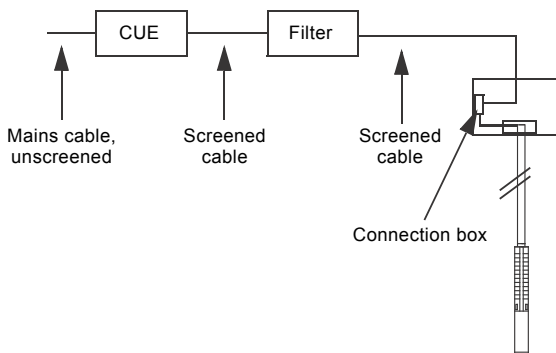 CUE
Filter
Mains cable,
unscreened
Screened
cable
Screened
cable
Connection box